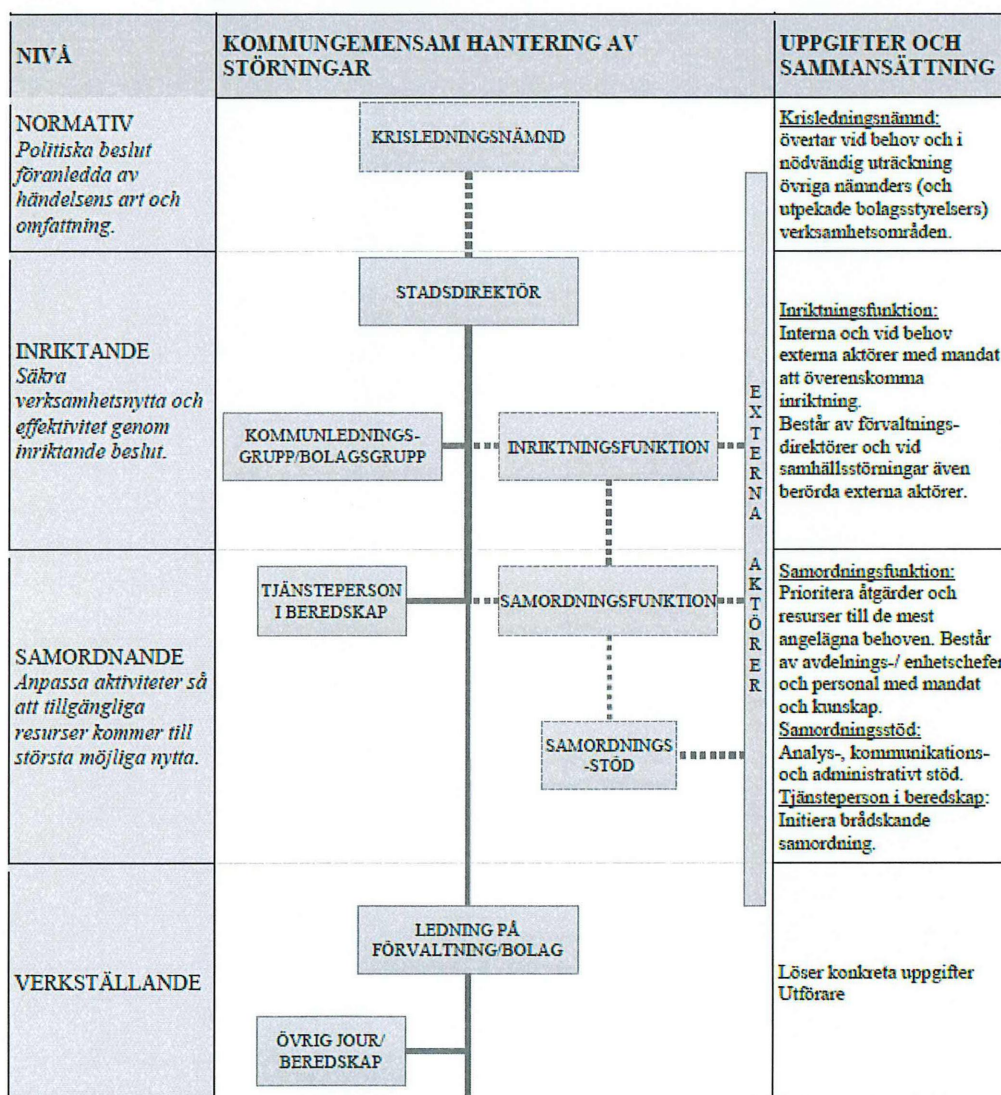 NIVÅ
KOMMUNGEMENSAM HANTERING AV
STÖRNINGAR
UPPGIFTER OCH
SAMMANSÄTTNING
NORMATIV
Politiska beslut
föranledda av
händelsens art och
omfattning.
KRISLEDNINGSNÄMND
Krisledningsnämnd:
övertar vid behov och i
nödvändig uträckning
övriga nämnders (och
utpekade bolagsstyrelsers)
verksamhetsområden.
INRIKTANDE
Säkra
verksamhetsnytta och
effektivitet genom
inriktande beslut.
STADSDIREKTÖR
KOMMUNLEDNINGS-
GRUPP/BOLAGSGRUPP
INRIKTNINGSFUNKTION
EXTERNA AKTÖRER
Inriktningsfunktion:
Interna och vid behov
externa aktörer med mandat
att överenskomma
inriktning.
Består av förvaltnings-
direktörer och vid
samhällsstörningar även
berörda externa aktörer.
SAMORDNANDE
Anpassa aktiviteter så
att tillgängliga
resurser kommer till
största möjliga nytta.
TJÄNSTEPERSON
I BEREDSKAP
SAMORDNINGSFUNKTION
SAMORDNINGS
-STÖD
Samordningsfunktion:
Prioritera åtgärder och
resurser till de mest
angelägna behoven. Består
av avdelnings-/ enhetschefer
och personal med mandat
och kunskap.
Samordningsstöd:
Analys-, kommunikations-
och administrativt stöd.
Tjänsteperson i beredskap:
Initiera brådskande
samordning.
VERKSTÄLLANDE
LEDNING PÅ
FÖRVALTNING/BOLAG
ÖVRIG JOUR/
BEREDSKAP
Löser konkreta uppgifter
Utförare